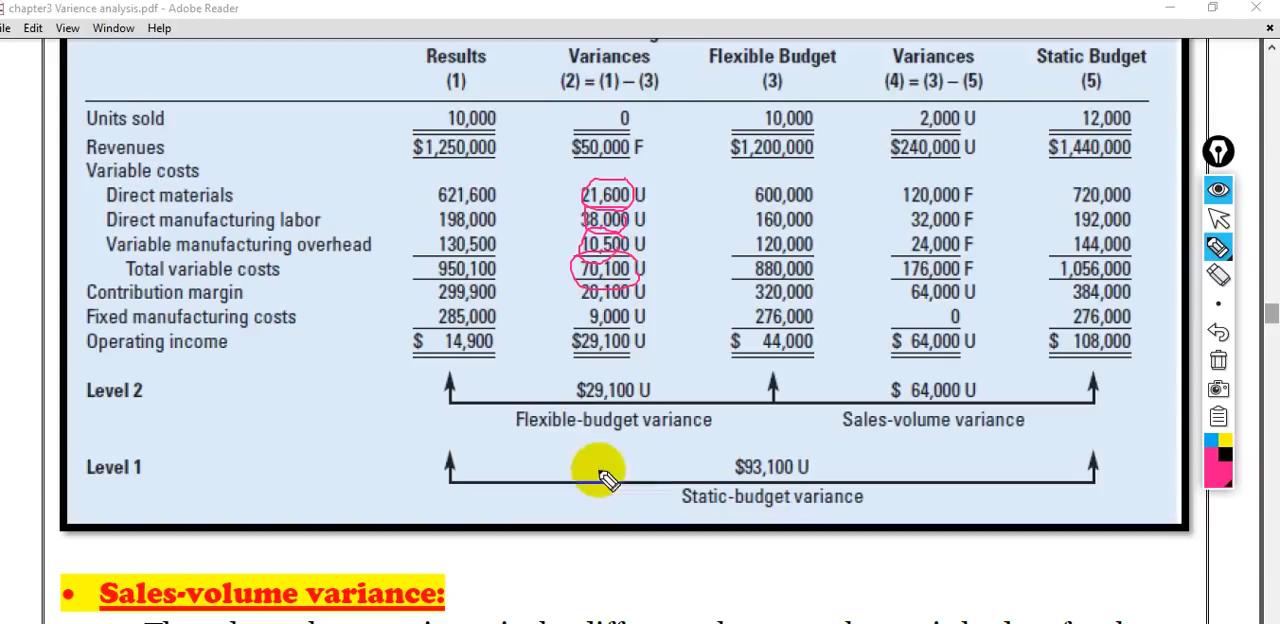 chapter3 Varience analysis.pdf - Adobe Reader
File Edit View Window Help
Results Variances Flexible Budget Variances Static Budget
(1) (2) = (1) – (3) (3) (4) = (3) – (5) (5)
Units sold 10,000 0 10,000 2,000 U 12,000
Revenues $1,250,000 $50,000 F $1,200,000 $240,000 U $1,440,000
Variable costs
Direct materials 621,600 21,600 U 600,000 120,000 F 720,000
Direct manufacturing labor 198,000 38,000 U 160,000 32,000 F 192,000
Variable manufacturing overhead 130,500 10,500 U 120,000 24,000 F 144,000
Total variable costs 950,100 70,100 U 880,000 176,000 F 1,056,000
Contribution margin 299,900 20,100 U 320,000 64,000 U 384,000
Fixed manufacturing costs 285,000 9,000 U 276,000 0 276,000
Operating income $ 14,900 $29,100 U $ 44,000 $ 64,000 U $ 108,000
Level 2 $29,100 U $ 64,000 U
Flexible-budget variance Sales-volume variance
Level 1 $93,100 U
Static-budget variance
• Sales-volume variance: